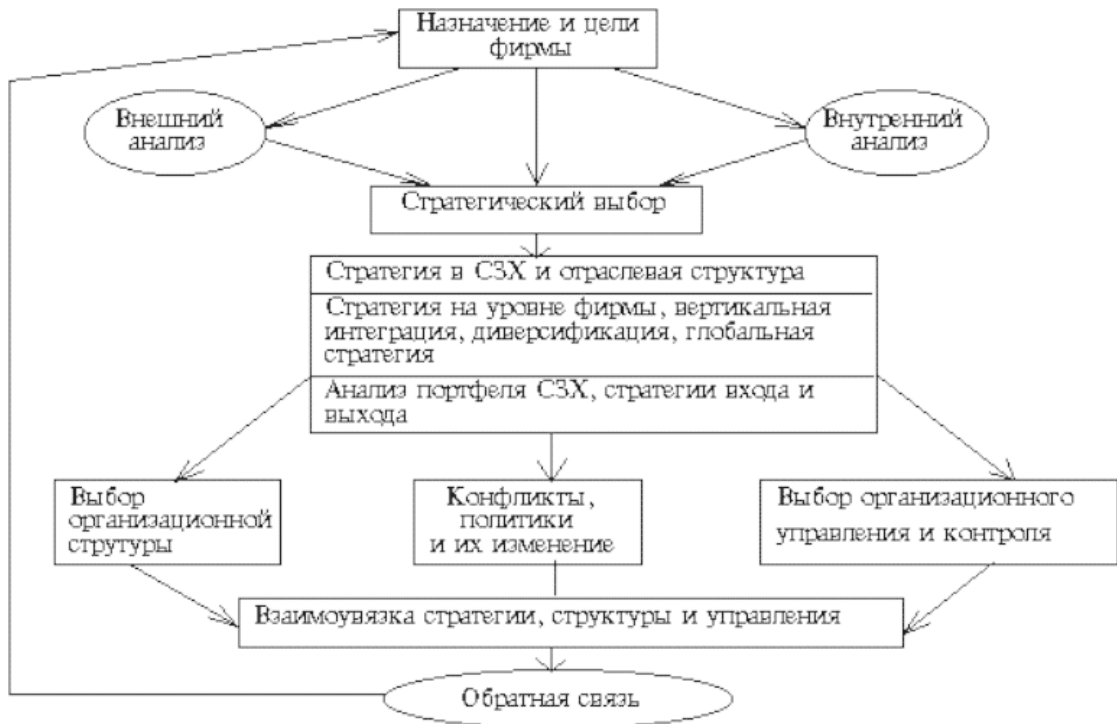 Назначение и цели
фирмы
Внешний
анализ
Внутренний
анализ
Стратегический выбор
Стратегия в СЗХ и отраслевая структура
Стратегия на уровне фирмы, вертикальная
интеграция, диверсификация, глобальная
стратегия
Анализ портфеля СЗХ, стратегии входа и
выхода
Выбор
организационной
струтуры
Конфликты,
политики
и их изменение
Выбор организационного
управления и контроля
Взаимоувязка стратегии, структуры и управления
Обратная связь